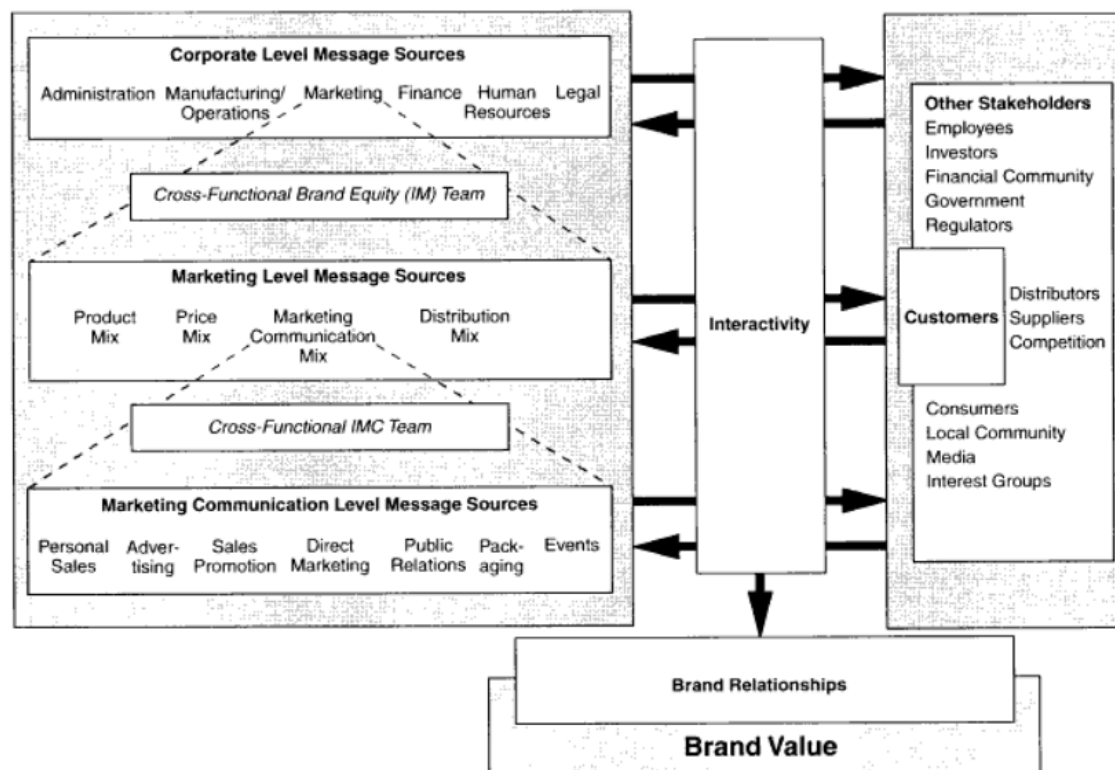 Corporate Level Message Sources
Administration Manufacturing/ Marketing Finance Human Legal
Operations Resources
Cross-Functional Brand Equity (IM) Team
Marketing Level Message Sources
Product Price Marketing Distribution
Mix Mix Communication Mix
Mix
Cross-Functional IMC Team
Marketing Communication Level Message Sources
Personal Adver- Sales Direct Public Pack- Events
Sales tising Promotion Marketing Relations aging
Interactivity
Other Stakeholders
Employees
Investors
Financial Community
Government
Regulators
Distributors
Customers Suppliers
Competition
Consumers
Local Community
Media
Interest Groups
Brand Relationships
Brand Value